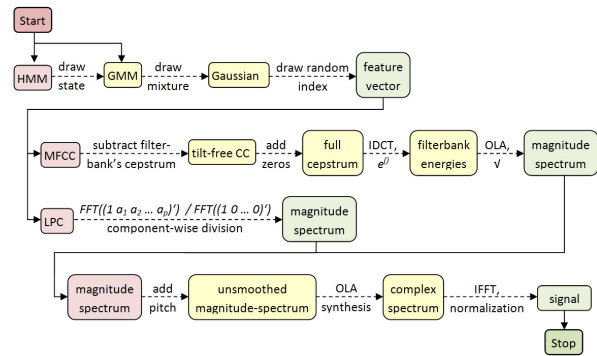 Start
HMM draw state GMM draw mixture Gaussian draw random index feature vector
MFCC subtract filter-bank's cepstrum tilt-free CC add zeros full cepstrum IDCT, e^() filterbank energies OLA, √ magnitude spectrum
LPC FFT((1 a₁ a₂ ... aₚ)') / FFT((1 0 ... 0)') component-wise division magnitude spectrum
magnitude spectrum add pitch unsmoothed magnitude-spectrum OLA synthesis complex spectrum IFFT, normalization signal
Stop